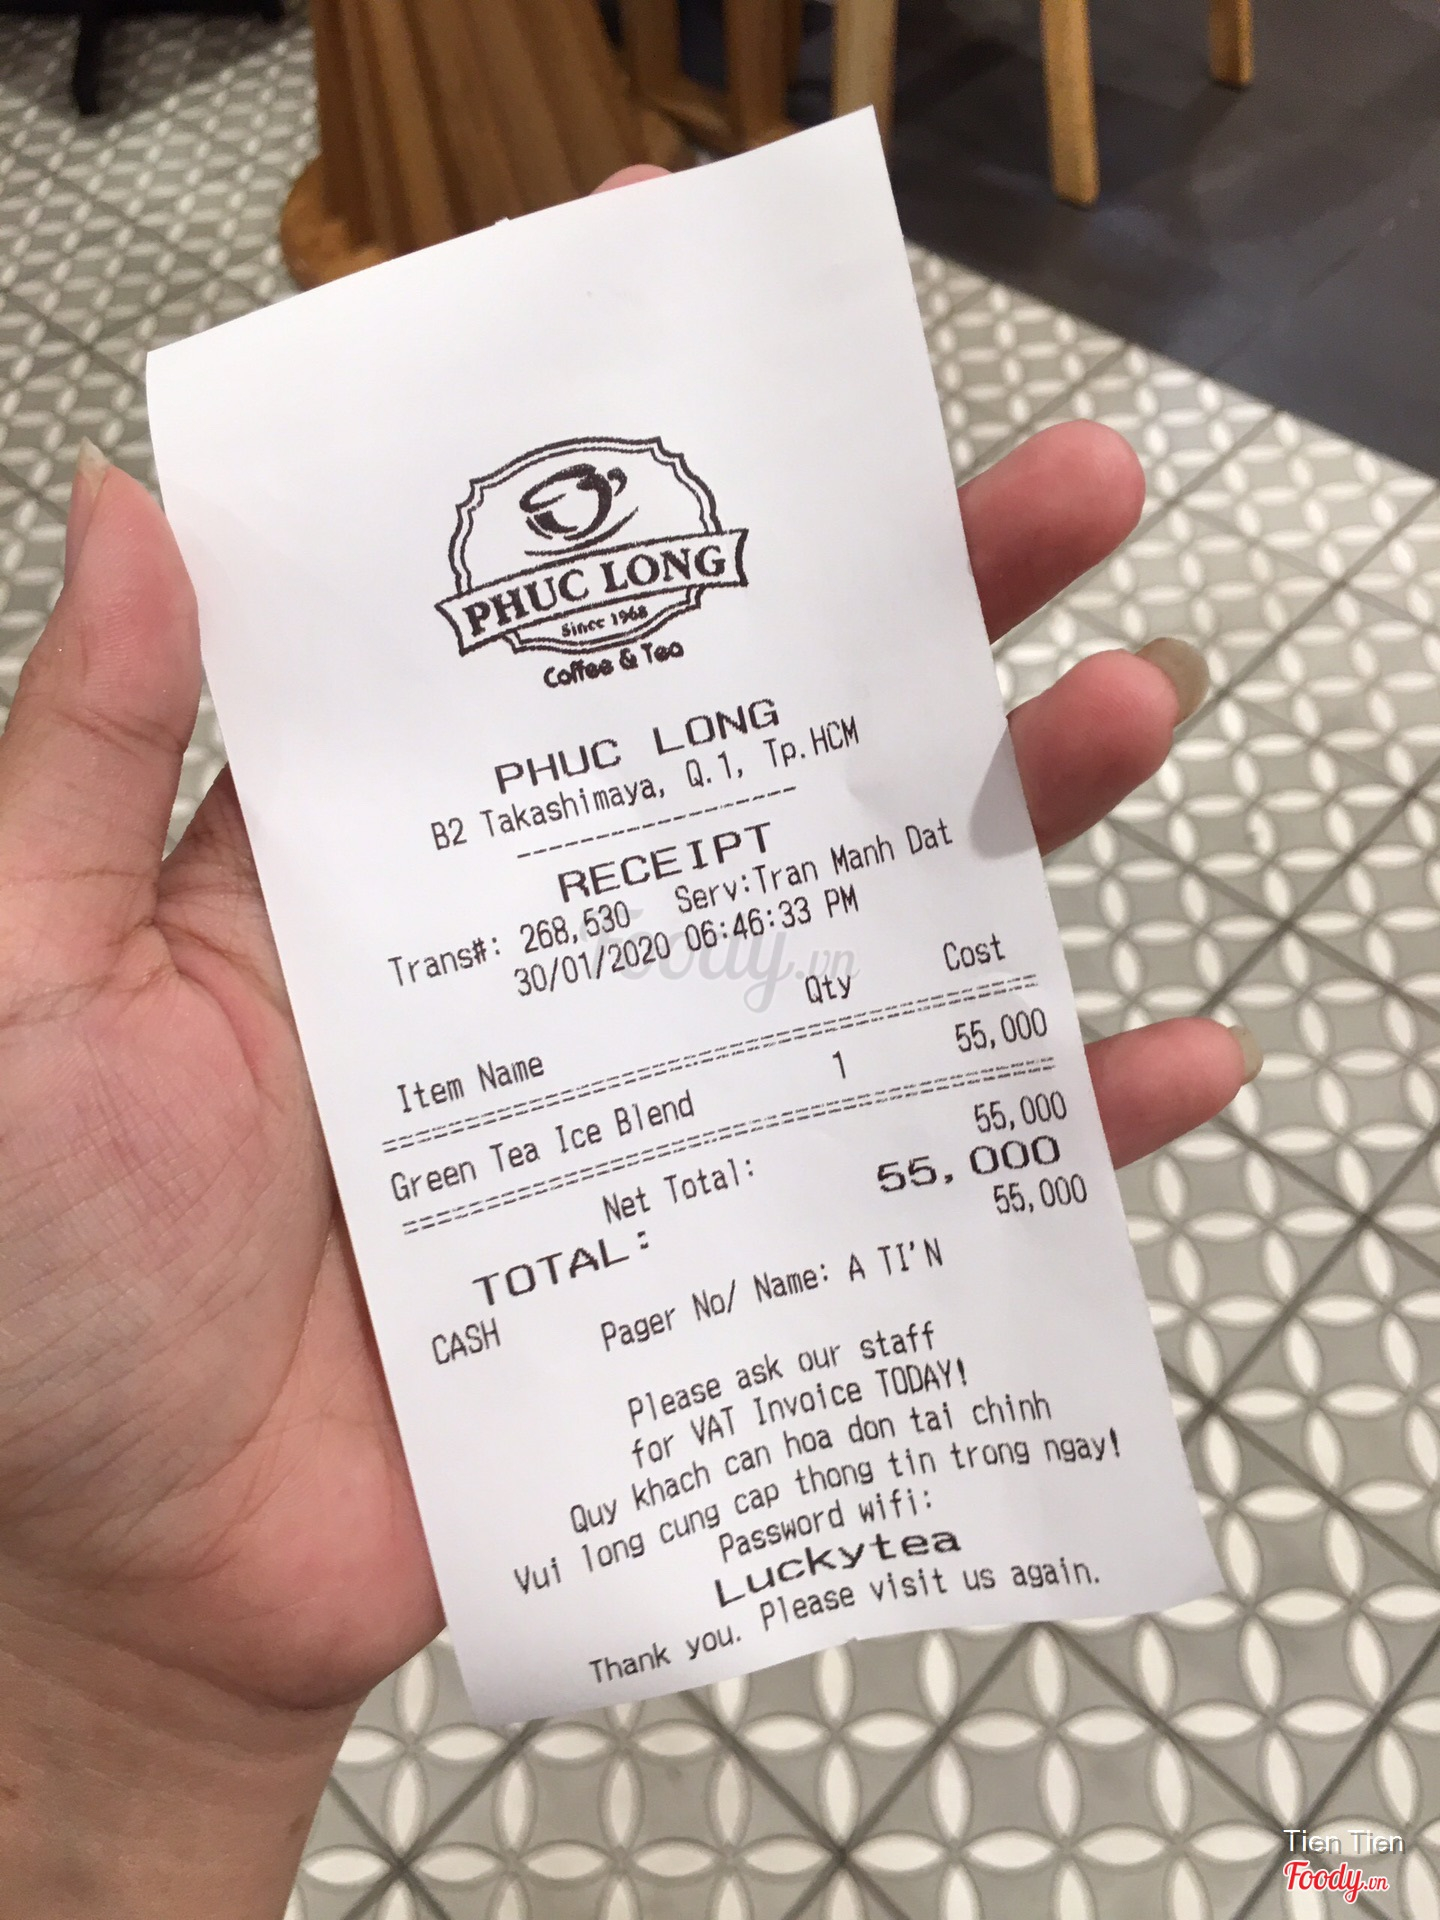 PHUC LONG
Since 1968
Coffee & Tea
PHUC LONG
B2 Takashimaya, Q.1, Tp.HCM
RECEIPT
Trans#: 268,530 Serv:Tran Manh Dat
30/01/2020 06:46:33 PM
Item Name Qty Cost
Green Tea Ice Blend 1 55,000
Net Total: 55,000
TOTAL: 55,000
CASH 55,000
Pager No/ Name: A TI'N
Please ask our staff
for VAT Invoice TODAY!
Quy khach can hoa don tai chinh
Vui long cung cap thong tin trong ngay!
Password wifi:
Luckytea
Thank you. Please visit us again.
Foody.vn
Tien Tien
Foody.vn